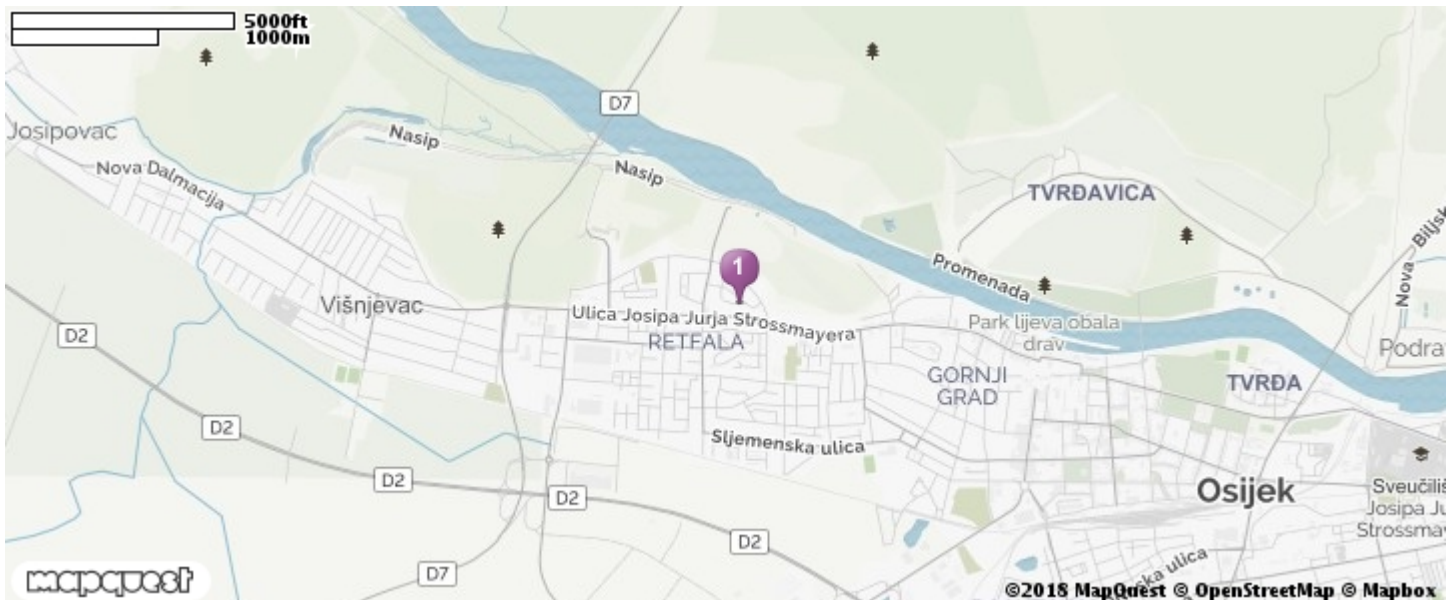 5000ft
1000m
D7
Josipovac
Nasip
Nova Dalmacija
Nasip
TVRĐAVICA
1
Promenada
Višnjevac
Ulica Josipa Jurja Strossmayera
RETFALA
Park lijeva obala
drav
D2
GORNJI
GRAD
TVRĐA
D2
Sljemenska ulica
D2
D2
Osijek
D2
D7
mapquest
©2018 MapQuest © OpenStreetMap © Mapbox